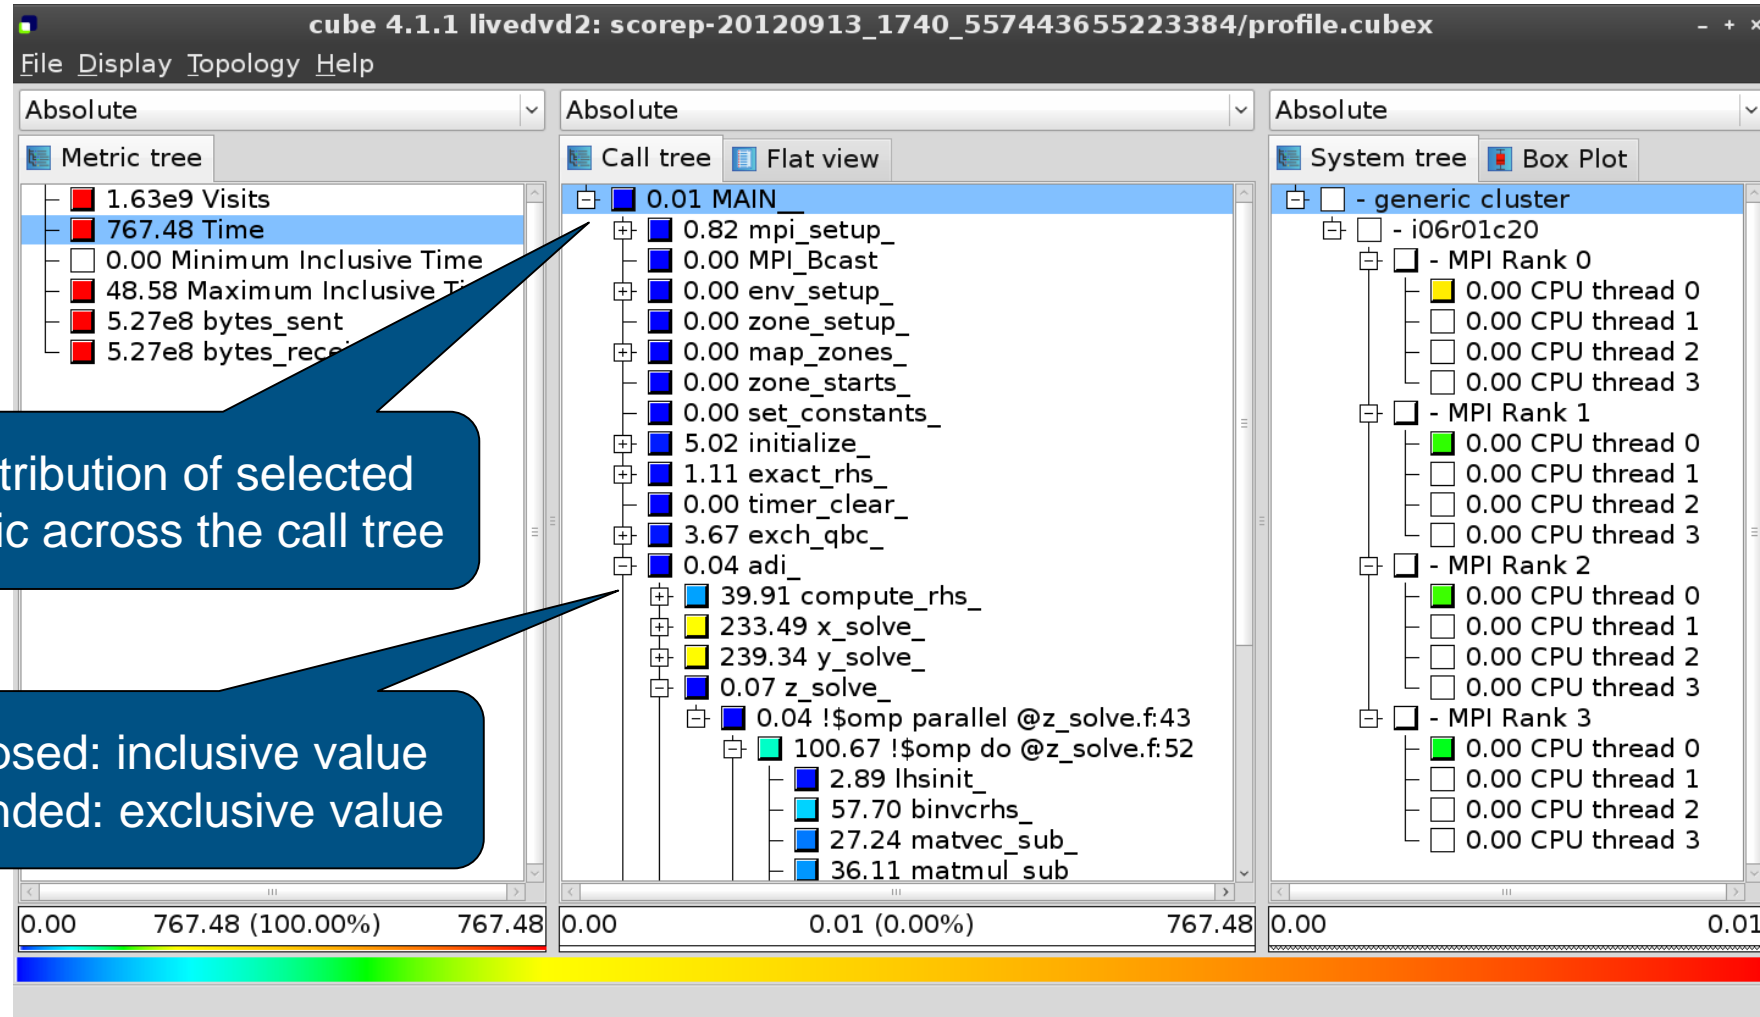 cube 4.1.1 livedvd2: scorep-20120913_1740_557443655223384/profile.cubex
File Display Topology Help
Absolute
Metric tree
1.63e9 Visits
767.48 Time
0.00 Minimum Inclusive Time
48.58 Maximum Inclusive
5.27e8 bytes_sent
5.27e8
tribution of selected
ic across the call tree
osed: inclusive value
nded: exclusive value
0.00 767.48 (100.00%) 767.48
Absolute
Call tree Flat view
0.01 MAIN__
0.82 mpi_setup_
0.00 MPI_Bcast
0.00 env_setup_
0.00 zone_setup_
0.00 map_zones_
0.00 zone_starts_
0.00 set_constants_
5.02 initialize_
1.11 exact_rhs_
0.00 timer_clear_
3.67 exch_qbc_
0.04 adi_
39.91 compute_rhs_
233.49 x_solve_
239.34 y_solve_
0.07 z_solve_
0.04 !$omp parallel @z_solve.f:43
100.67 !$omp do @z_solve.f:52
2.89 lhsinit_
57.70 binvcrhs_
27.24 matvec_sub_
36.11 matmul sub
0.00 0.01 (0.00%) 767.48
Absolute
System tree Box Plot
- generic cluster
- i06r01c20
- MPI Rank 0
0.00 CPU thread 0
0.00 CPU thread 1
0.00 CPU thread 2
0.00 CPU thread 3
- MPI Rank 1
0.00 CPU thread 0
0.00 CPU thread 1
0.00 CPU thread 2
0.00 CPU thread 3
- MPI Rank 2
0.00 CPU thread 0
0.00 CPU thread 1
0.00 CPU thread 2
0.00 CPU thread 3
- MPI Rank 3
0.00 CPU thread 0
0.00 CPU thread 1
0.00 CPU thread 2
0.00 CPU thread 3
0.00 0.01